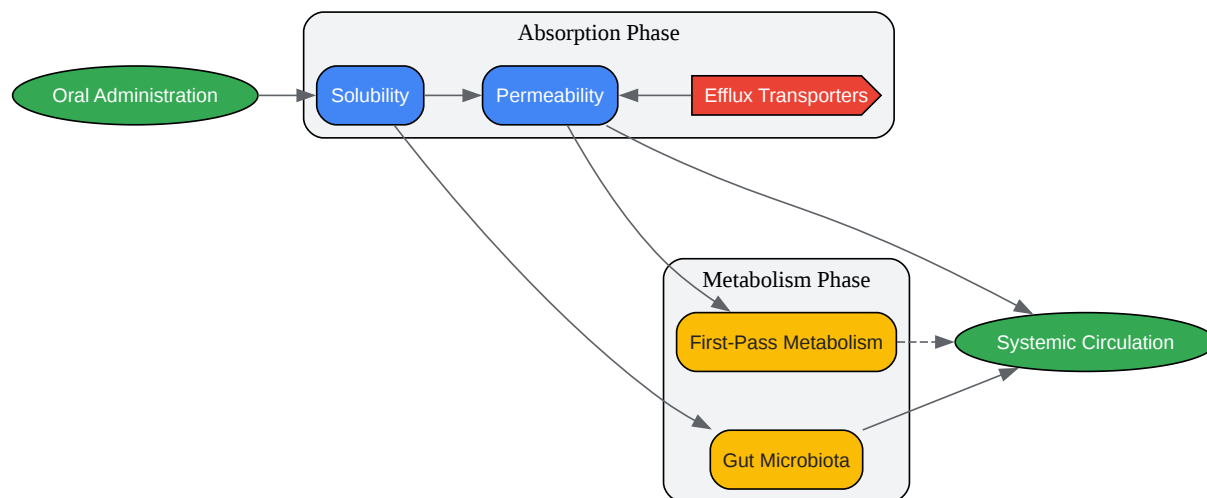 Absorption Phase
Oral Administration
Solubility
Permeability
Efflux Transporters
Metabolism Phase
First-Pass Metabolism
Systemic Circulation
Gut Microbiota